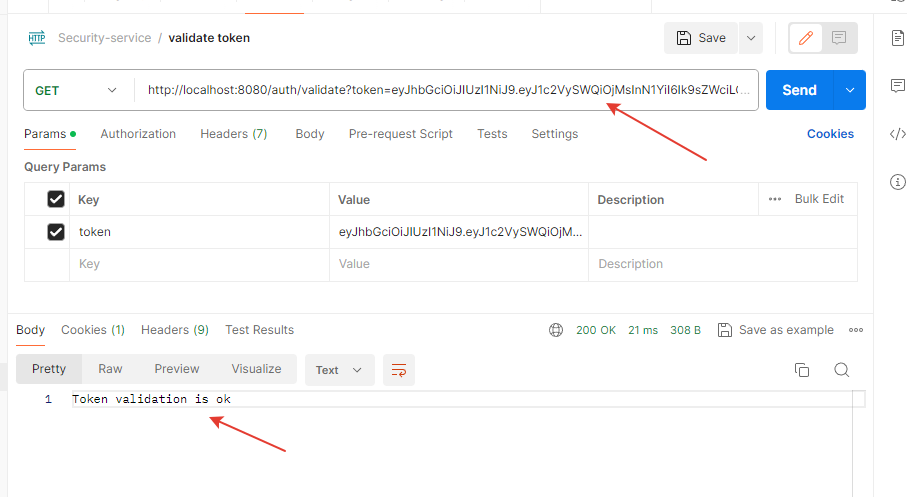 HTTP Security-service / validate token Save
GET http://localhost:8080/auth/validate?token=eyJhbGciOiJIUzI1NiJ9.eyJ1c2VySWQiOjMsInN1YiI6Ik9sZWciLC... Send
Params Authorization Headers (7) Body Pre-request Script Tests Settings Cookies
Query Params
Key Value Description ••• Bulk Edit
token eyJhbGciOiJIUzI1NiJ9.eyJ1c2VySWQiOjM...
Key Value Description
Body Cookies (1) Headers (9) Test Results 200 OK 21 ms 308 B Save as example •••
Pretty Raw Preview Visualize Text
1 Token validation is ok